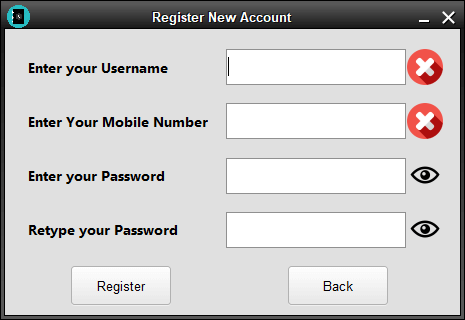 Register New Account
Enter your Username
Enter Your Mobile Number
Enter your Password
Retype your Password
Register
Back